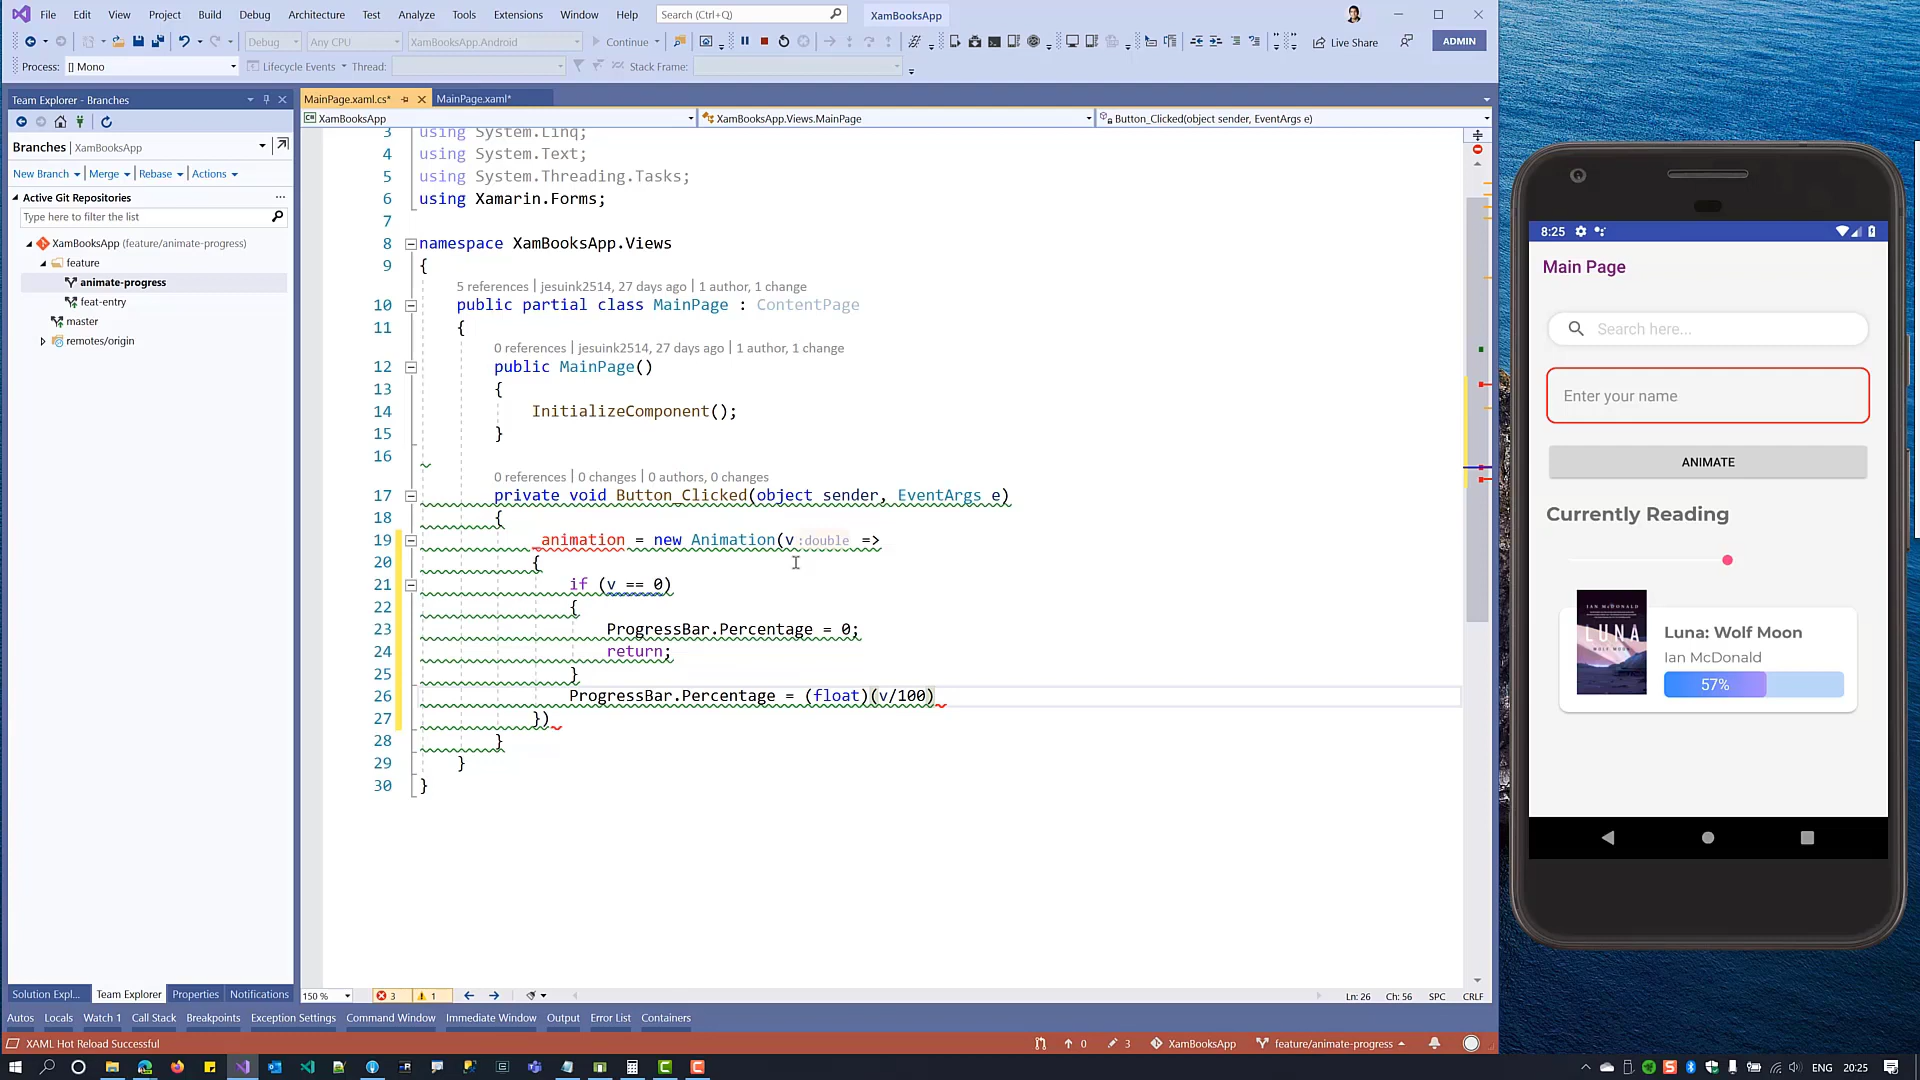 File Edit View Project Build Debug Architecture Test Analyze Tools Extensions Window Help Search (Ctrl+Q) XamBooksApp
Debug Any CPU XamBooksApp.Android Continue Live Share ADMIN
Process: [] Mono Lifecycle Events Thread: Stack Frame:
Team Explorer - Branches
Branches | XamBooksApp
New Branch Merge Rebase Actions
Active Git Repositories
Type here to filter the list
XamBooksApp (feature/animate-progress)
feature
animate-progress
feat-entry
master
remotes/origin
Solution Expl... Team Explorer Properties Notifications
MainPage.xaml.cs* MainPage.xaml*
XamBooksApp XamBooksApp.Views.MainPage Button_Clicked(object sender, EventArgs e)
3 using System.Linq;
4 using System.Text;
5 using System.Threading.Tasks;
6 using Xamarin.Forms;
7
8 namespace XamBooksApp.Views
9 {
5 references | jesuink2514, 27 days ago | 1 author, 1 change
10 public partial class MainPage : ContentPage
11 {
0 references | jesuink2514, 27 days ago | 1 author, 1 change
12 public MainPage()
13 {
14 InitializeComponent();
15 }
16
0 references | 0 changes | 0 authors, 0 changes
17 private void Button_Clicked(object sender, EventArgs e)
18 {
19 _animation = new Animation(v:double =>
20 {
21 if (v == 0)
22 {
23 ProgressBar.Percentage = 0;
24 return;
25 }
26 ProgressBar.Percentage = (float)(v/100)
27 })
28 }
29 }
30 }
150 % 3 1 Ln: 26 Ch: 56 SPC CRLF
Autos Locals Watch 1 Call Stack Breakpoints Exception Settings Command Window Immediate Window Output Error List Containers
XAML Hot Reload Successful 0 3 XamBooksApp feature/animate-progress
ENG 20:25
8:25
Main Page
Search here...
Enter your name
ANIMATE
Currently Reading
IAN McDONALD
LUNA
WOLF MOON
Luna: Wolf Moon
Ian McDonald
57%